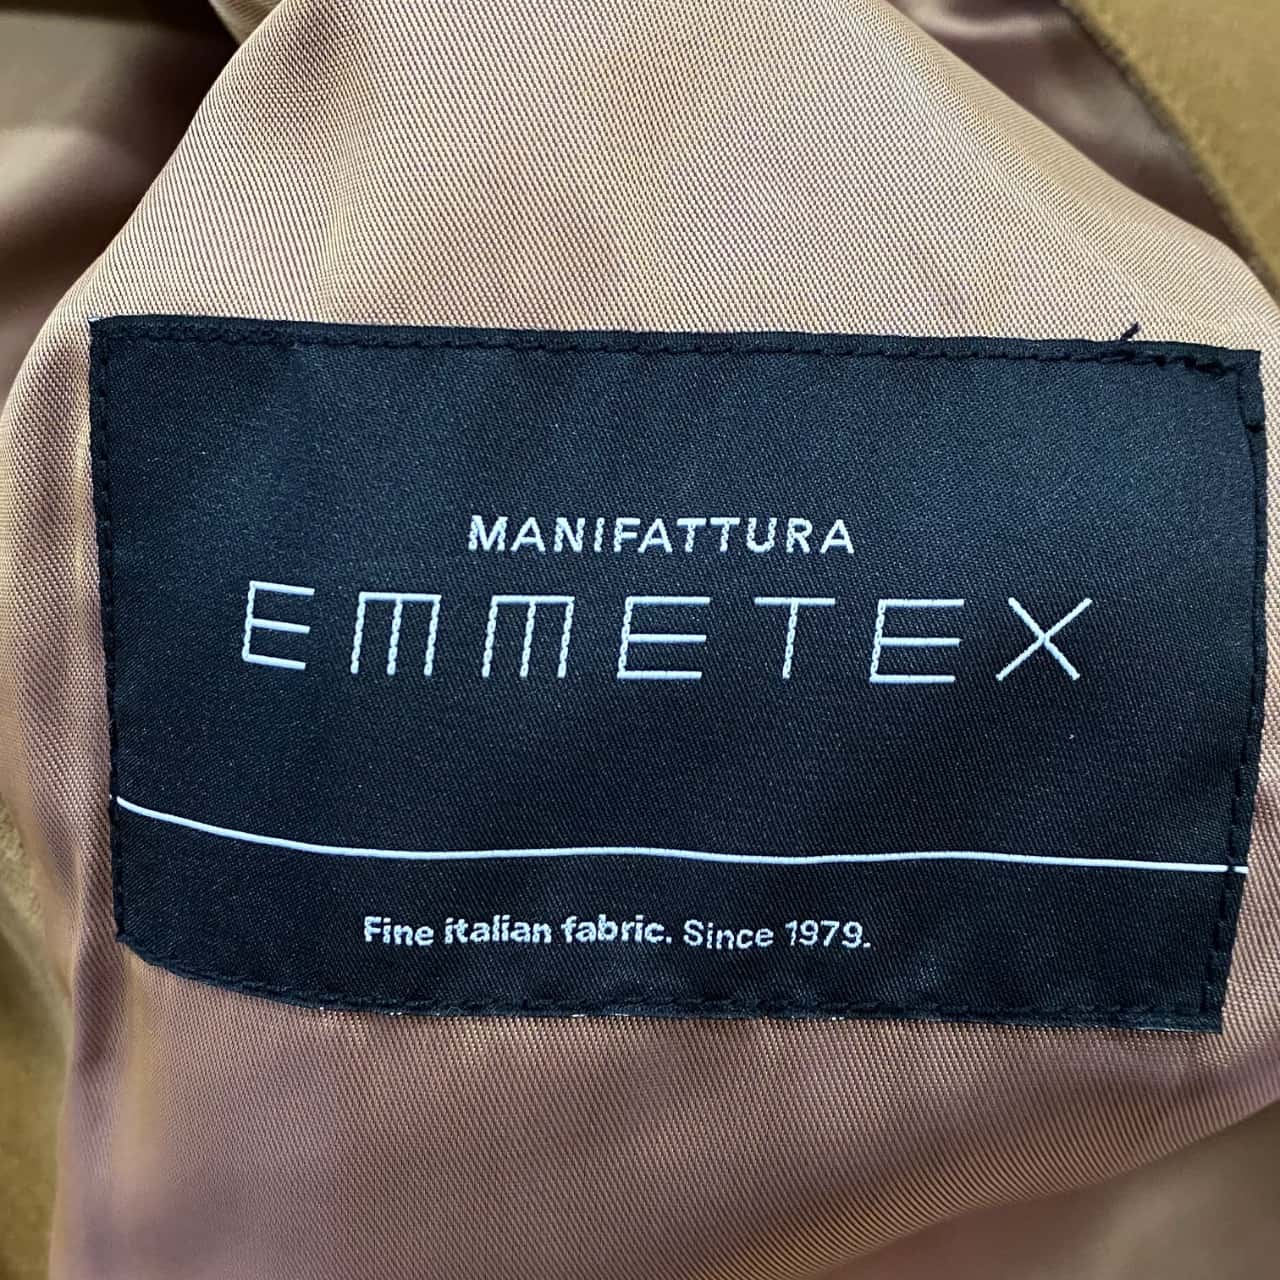 MANIFATTURA
EMMETEX
Fine italian fabric. Since 1979.